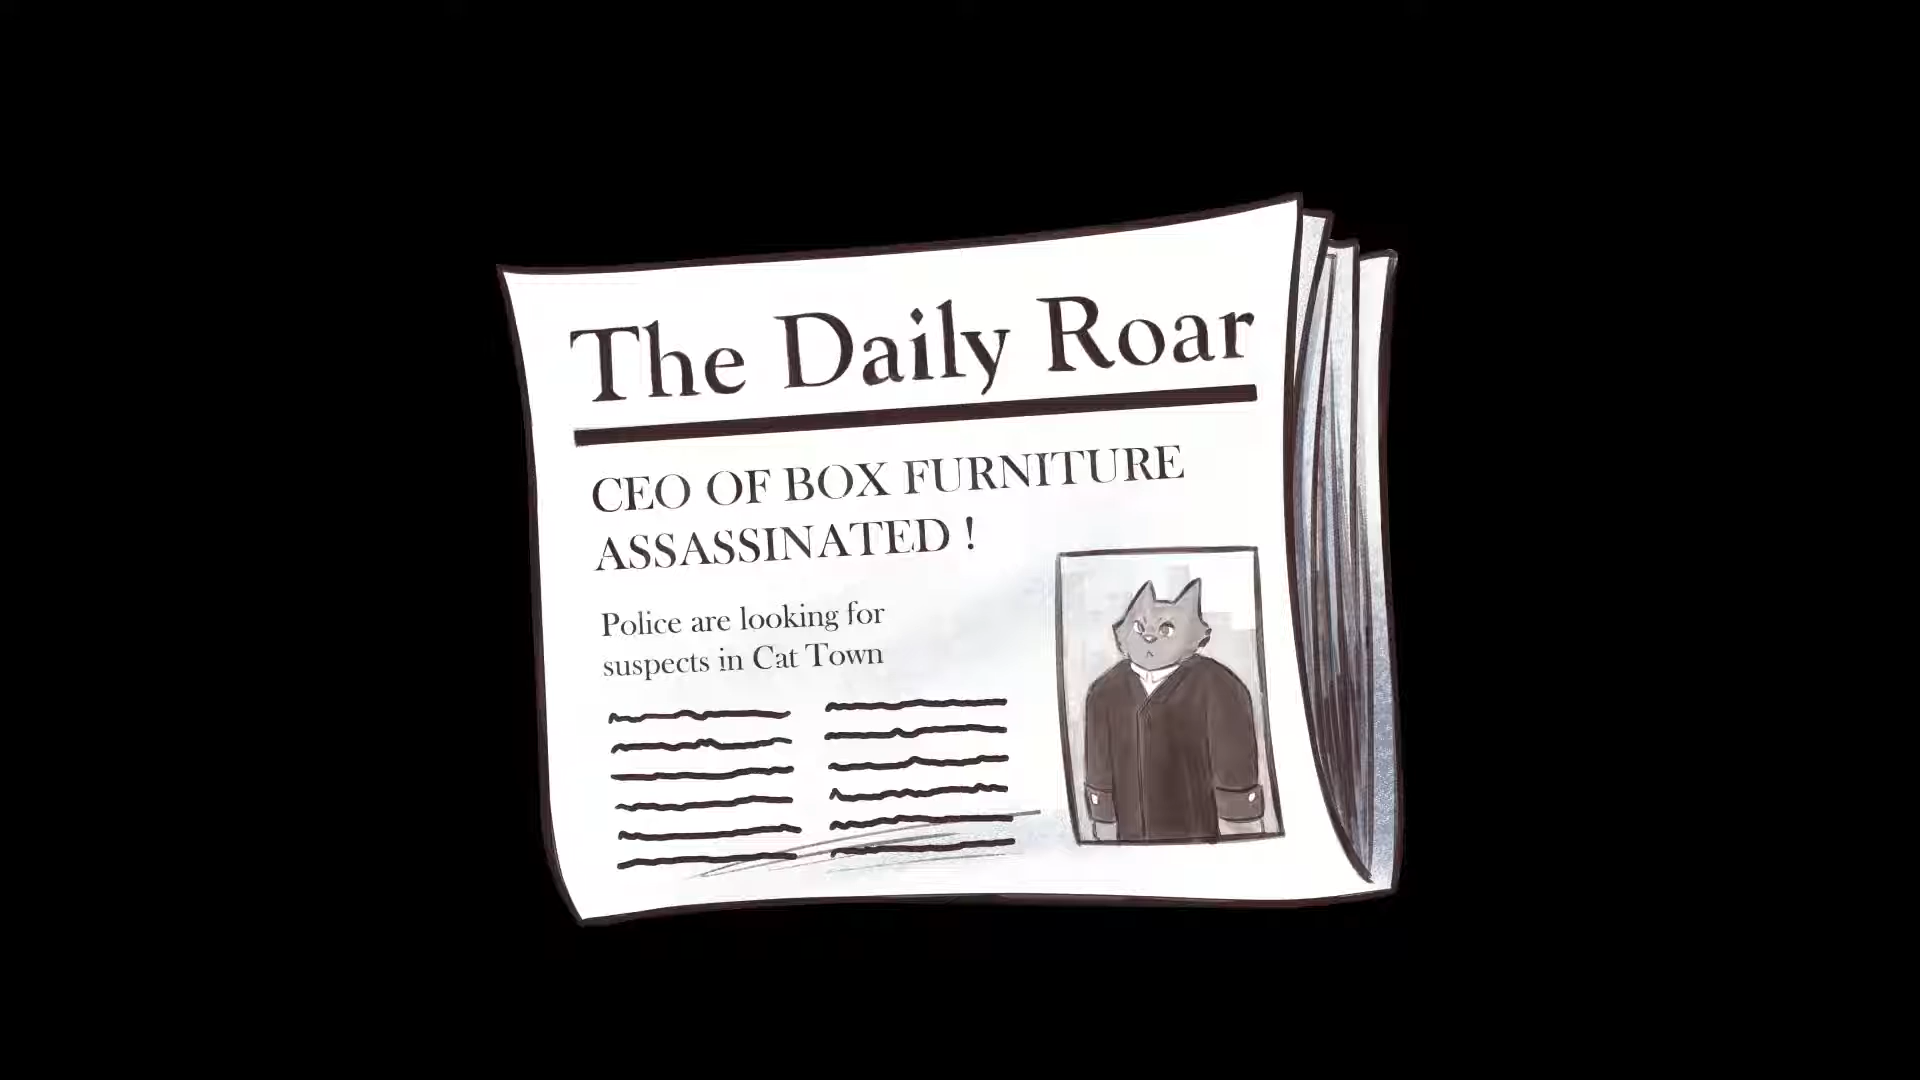 The Daily Roar
CEO OF BOX FURNITURE
ASSASSINATED !
Police are looking for
suspects in Cat Town